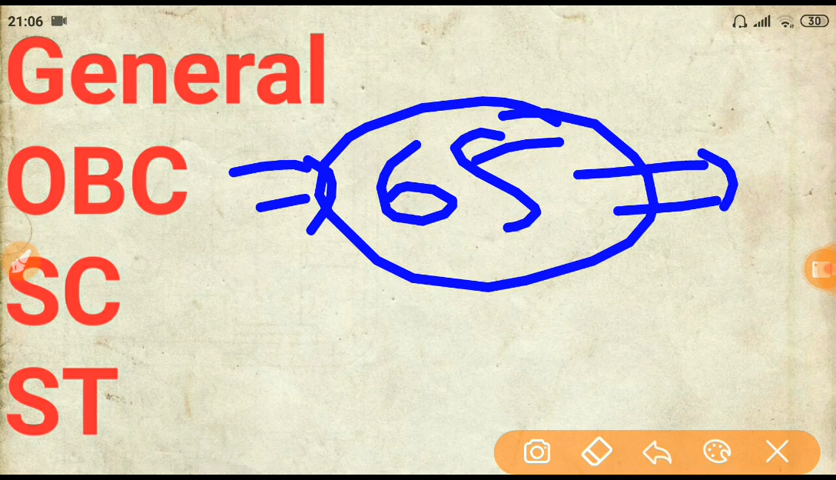 21:06 30
General
OBC
65
SC
ST